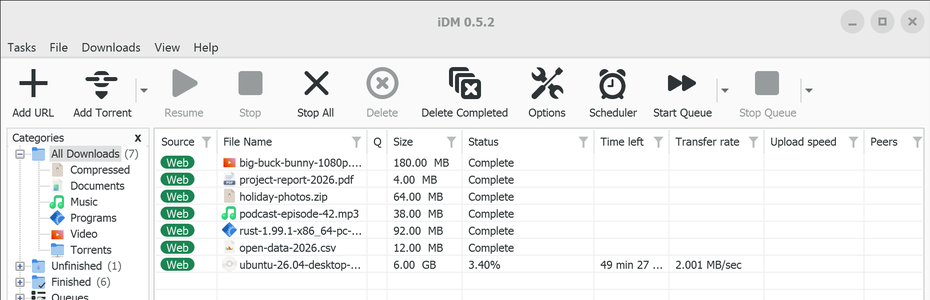 iDM 0.5.2
Tasks File Downloads View Help
Add URL Add Torrent Resume Stop Stop All Delete Delete Completed Options Scheduler Start Queue Stop Queue
Categories x
All Downloads (7)
Compressed
Documents
Music
Programs
Video
Torrents
Unfinished (1)
Finished (6)
Queues
Source File Name Q Size Status Time left Transfer rate Upload speed Peers
Web big-buck-bunny-1080p.... 180.00 MB Complete
Web project-report-2026.pdf 4.00 MB Complete
Web holiday-photos.zip 64.00 MB Complete
Web podcast-episode-42.mp3 38.00 MB Complete
Web rust-1.99.1-x86_64-pc-... 92.00 MB Complete
Web open-data-2026.csv 12.00 MB Complete
Web ubuntu-26.04-desktop-... 6.00 GB 3.40% 49 min 27 ... 2.001 MB/sec